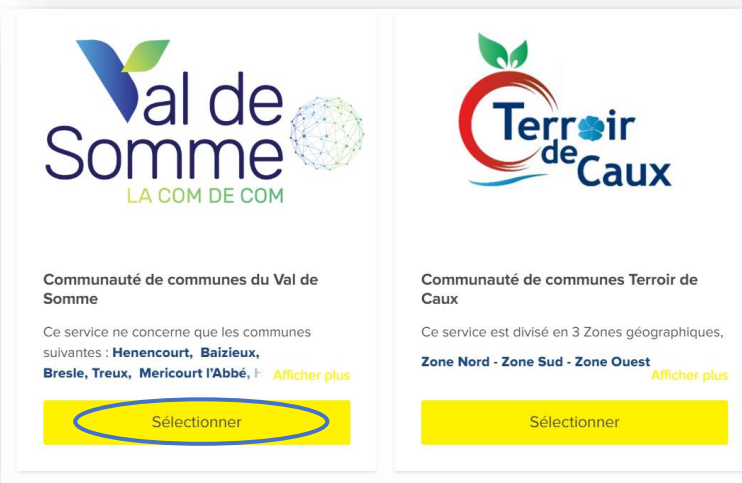 Val de
Somme
LA COM DE COM
Communauté de communes du Val de
Somme
Ce service ne concerne que les communes
suivantes : Henencourt, Baizieux,
Bresle, Treux, Mericourt l'Abbé, H Afficher plus
Sélectionner
Terroir
de Caux
Communauté de communes Terroir de
Caux
Ce service est divisé en 3 Zones géographiques,
Zone Nord - Zone Sud - Zone Ouest
Afficher plus
Sélectionner